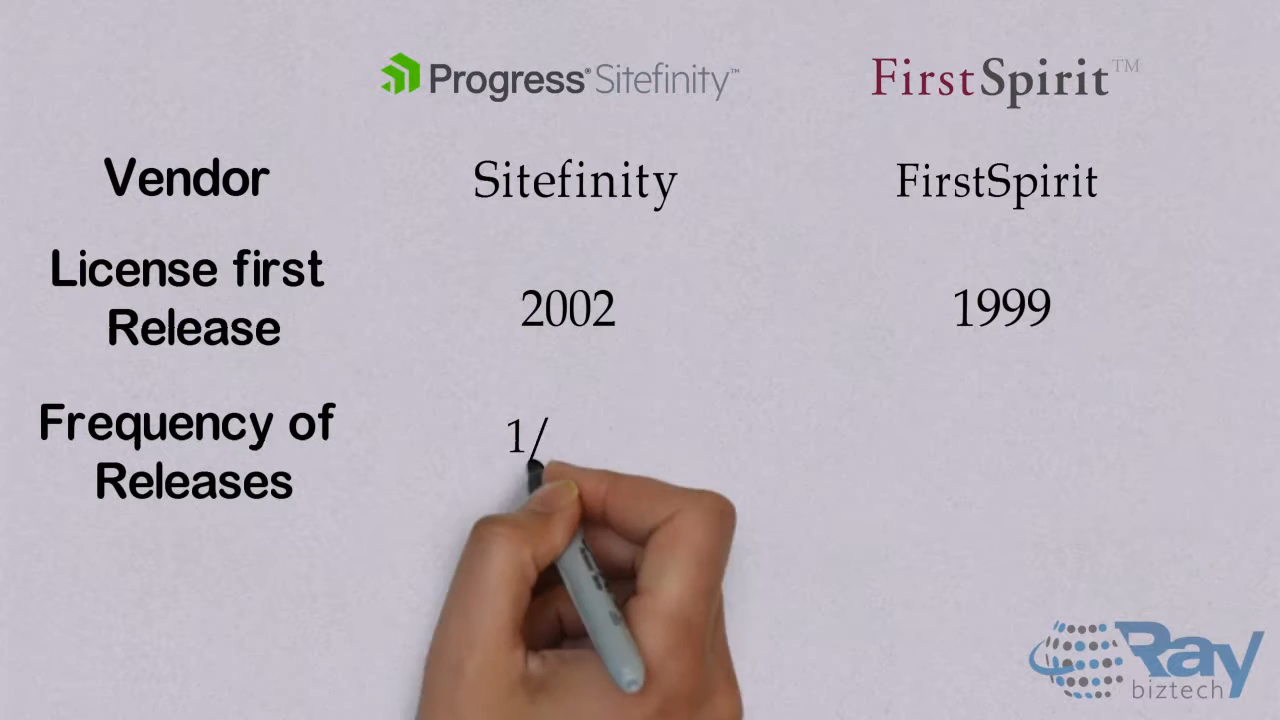 Progress® Sitefinity™
FirstSpirit™
Vendor
Sitefinity
FirstSpirit
License first
Release
2002
1999
Frequency of
Releases
1/
Ray
biztech